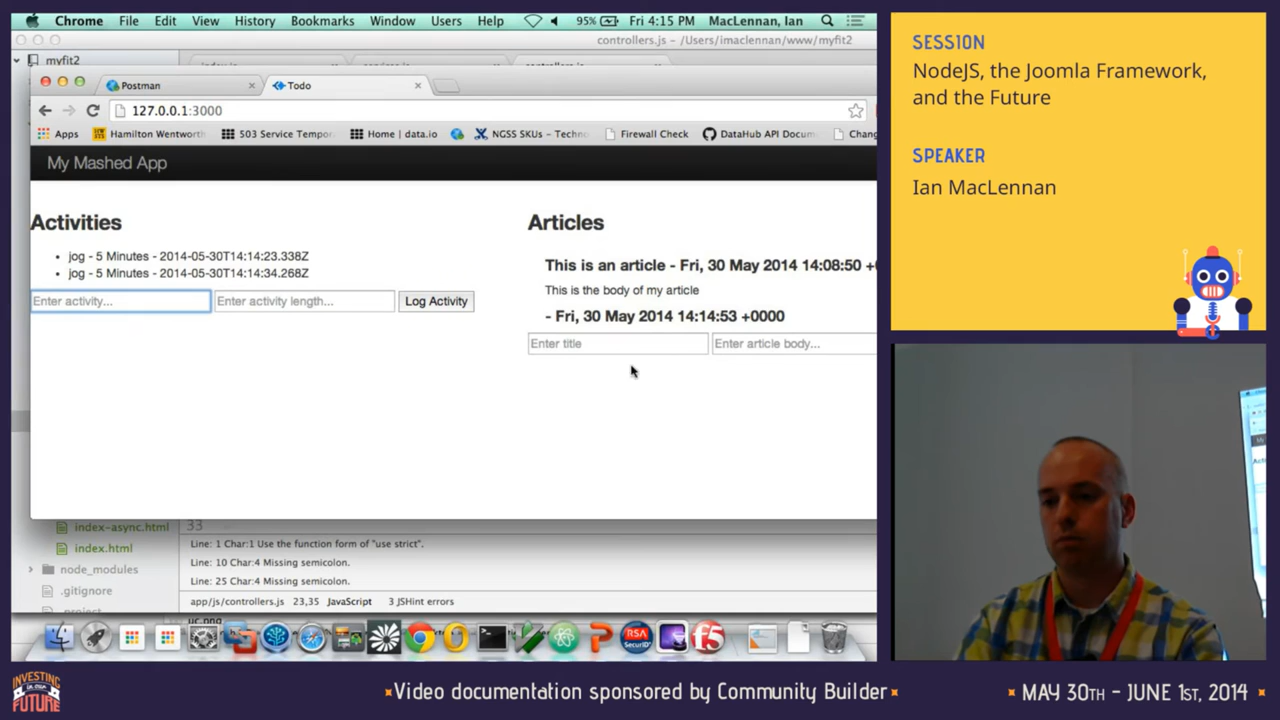 Chrome File Edit View History Bookmarks Window Users Help 95% Fri 4:15 PM MacLennan, Ian
controllers.js - /Users/imaclennan/www/myfit2
myfit2
Postman Todo
127.0.0.1:3000
Apps Hamilton Wentworth 503 Service Tempor Home | data.io NGSS SKUs - Techno Firewall Check DataHub API Docum Chang
My Mashed App
Activities
jog - 5 Minutes - 2014-05-30T14:14:23.338Z
jog - 5 Minutes - 2014-05-30T14:14:34.268Z
Enter activity... Enter activity length... Log Activity
Articles
This is an article - Fri, 30 May 2014 14:08:50 +0
This is the body of my article
- Fri, 30 May 2014 14:14:53 +0000
Enter title Enter article body...
index-async.html
index.html
node_modules
.gitignore
33
Line: 1 Char:1 Use the function form of "use strict".
Line: 10 Char:4 Missing semicolon.
Line: 25 Char:4 Missing semicolon.
app/js/controllers.js 23,35 JavaScript 3 JSHint errors
RSA
SecurID
f5
SESSION
NodeJS, the Joomla Framework,
and the Future
SPEAKER
Ian MacLennan
INVESTING
IN OUR
FUTURE
Video documentation sponsored by Community Builder
MAY 30TH - JUNE 1ST, 2014